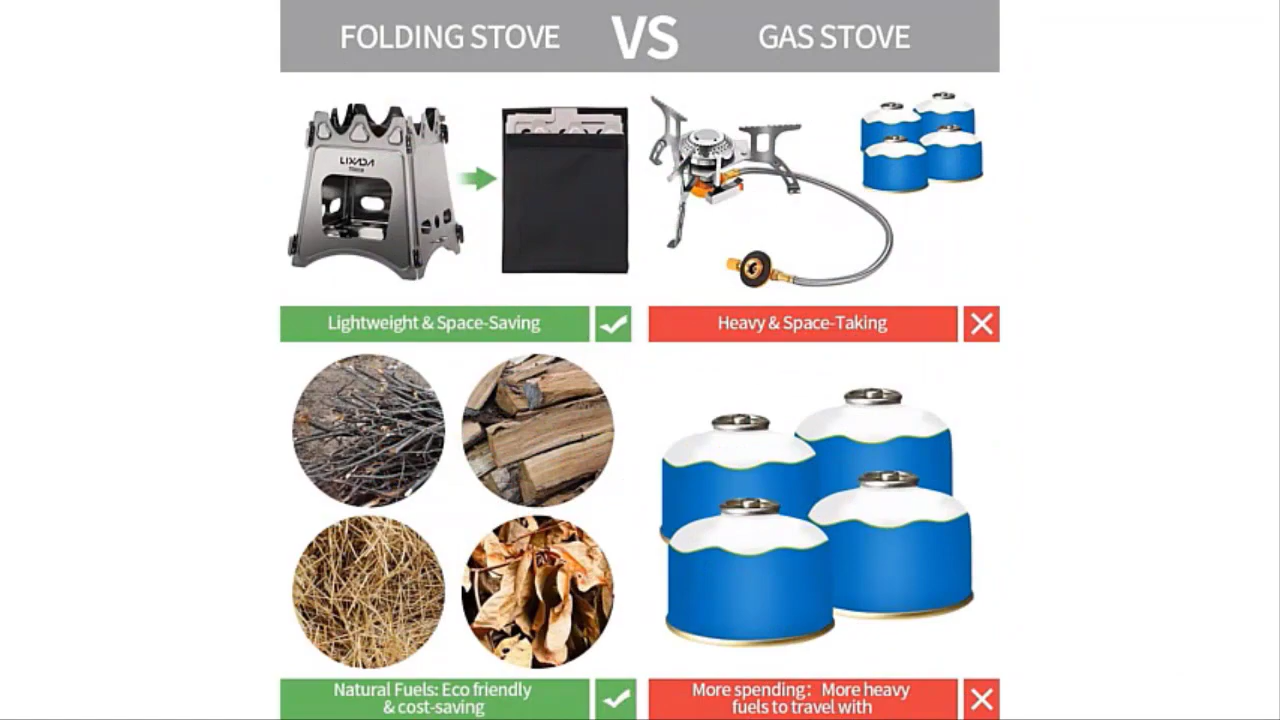 FOLDING STOVE VS GAS STOVE
LIXADA
Lightweight & Space-Saving
Heavy & Space-Taking
Natural Fuels: Eco friendly
& cost-saving
More spending: More heavy
fuels to travel with